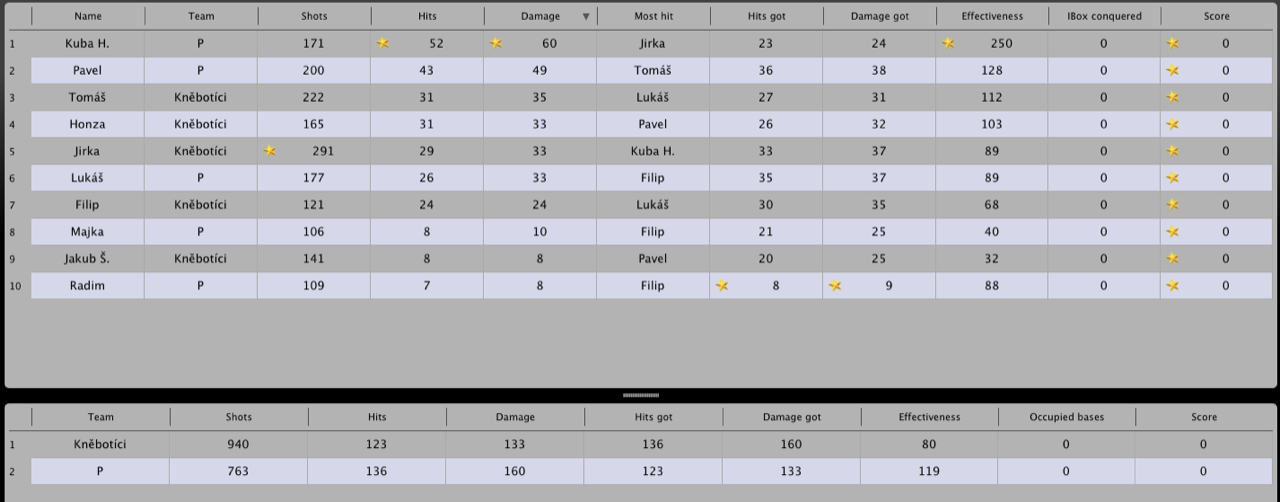 Name Team Shots Hits Damage ▼ Most hit Hits got Damage got Effectiveness IBox conquered Score
1 Kuba H. P 171 52 60 Jirka 23 24 250 0 0
2 Pavel P 200 43 49 Tomáš 36 38 128 0 0
3 Tomáš Kněbotíci 222 31 35 Lukáš 27 31 112 0 0
4 Honza Kněbotíci 165 31 33 Pavel 26 32 103 0 0
5 Jirka Kněbotíci 291 29 33 Kuba H. 33 37 89 0 0
6 Lukáš P 177 26 33 Filip 35 37 89 0 0
7 Filip Kněbotíci 121 24 24 Lukáš 30 35 68 0 0
8 Majka P 106 8 10 Filip 21 25 40 0 0
9 Jakub Š. Kněbotíci 141 8 8 Pavel 20 25 32 0 0
10 Radim P 109 7 8 Filip 8 9 88 0 0
Team Shots Hits Damage Hits got Damage got Effectiveness Occupied bases Score
1 Kněbotíci 940 123 133 136 160 80 0 0
2 P 763 136 160 123 133 119 0 0